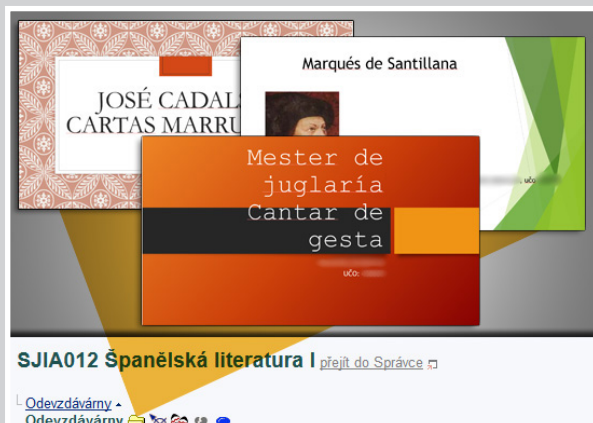 JOSÉ CADAL
CARTAS MARRU
Marqués de Santillana
, učo:
Mester de
juglaría
Cantar de
gesta
učo:
SJIA012 Španělská literatura I přejít do Správce
Odevzdávárny
Odevzdávárny